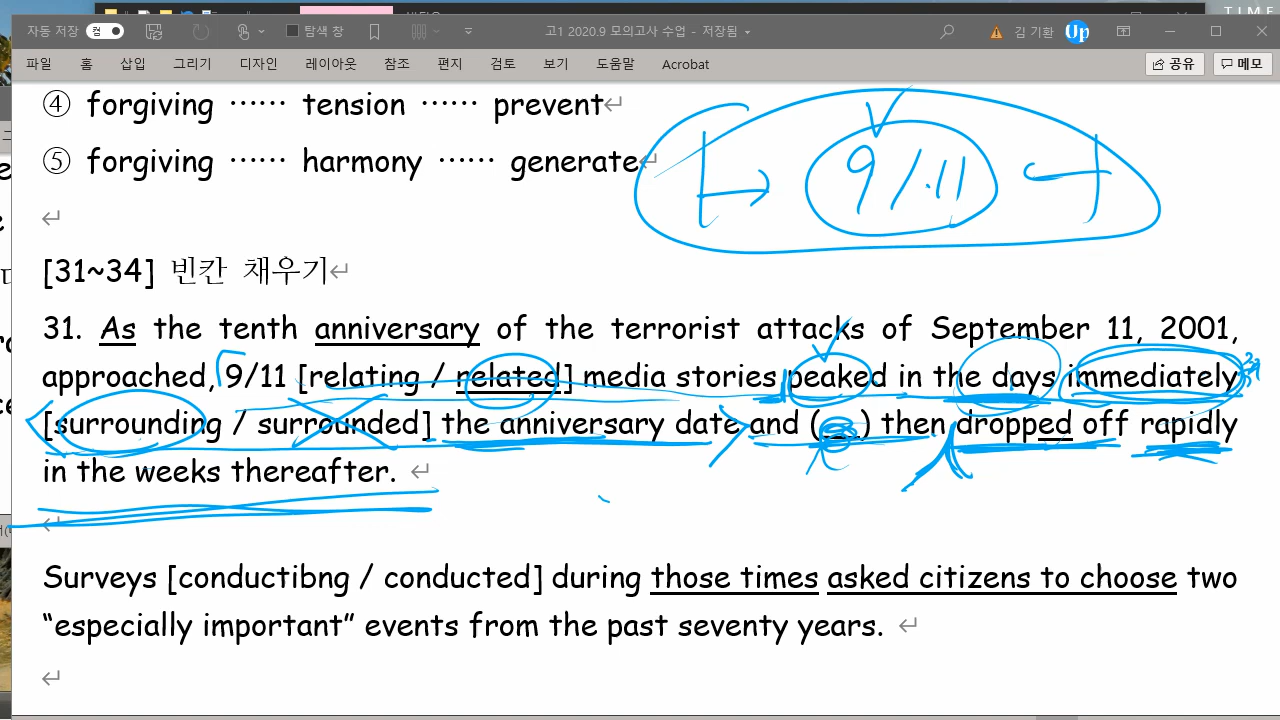 TIME
자동 저장 컴 탐색 창 고1 2020.9 모의고사 수업 - 저장됨 김 기환 Up
파일 홈 삽입 그리기 디자인 레이아웃 참조 편지 검토 보기 도움말 Acrobat 공유 메모
④ forgiving …… tension …… prevent
⑤ forgiving …… harmony …… generate
9/11
[31~34] 빈칸 채우기
31. As the tenth anniversary of the terrorist attacks of September 11, 2001,
approached, 9/11 [relating / related] media stories peaked in the days immediately
[surrounding / surrounded] the anniversary date and ( ) then dropped off rapidly
in the weeks thereafter.
Surveys [conductibng / conducted] during those times asked citizens to choose two
“especially important” events from the past seventy years.